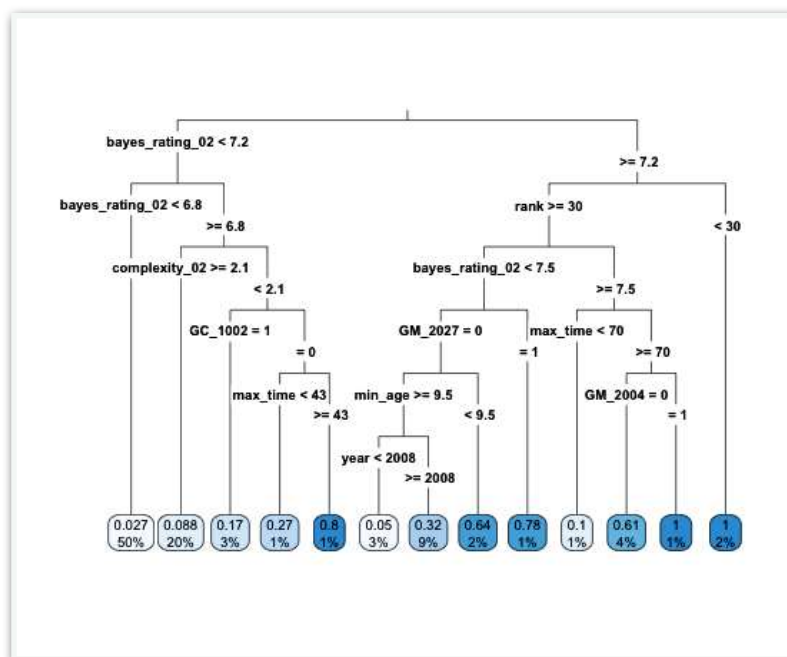 bayes_rating_02 < 7.2
>= 7.2
bayes_rating_02 < 6.8
rank >= 30
>= 6.8
< 30
complexity_02 >= 2.1
bayes_rating_02 < 7.5
< 2.1
>= 7.5
GC_1002 = 1
GM_2027 = 0
max_time < 70
= 0
= 1
>= 70
max_time < 43
min_age >= 9.5
GM_2004 = 0
>= 43
< 9.5
= 1
year < 2008
>= 2008
0.027 0.088 0.17 0.27 0.8 0.05 0.32 0.64 0.78 0.1 0.61 1 1
50% 20% 3% 1% 1% 3% 9% 2% 1% 1% 4% 1% 2%